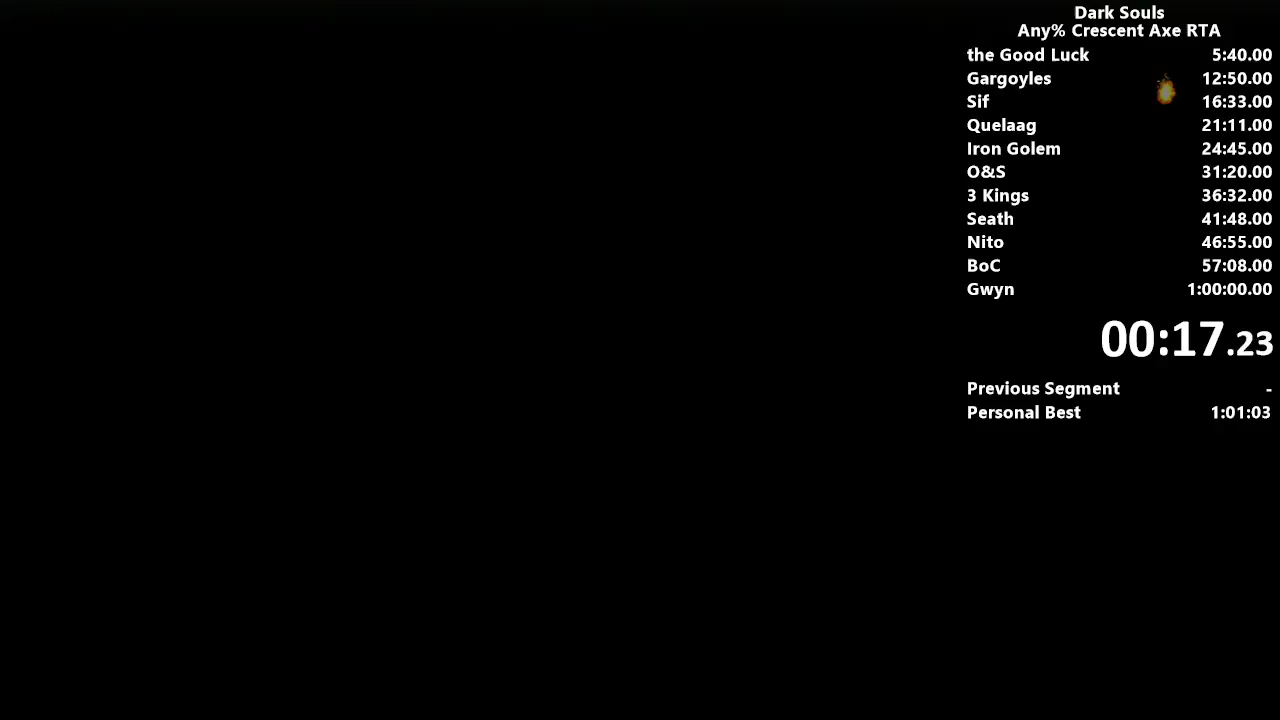 Dark Souls
Any% Crescent Axe RTA
the Good Luck 5:40.00
Gargoyles 12:50.00
Sif 16:33.00
Quelaag 21:11.00
Iron Golem 24:45.00
O&S 31:20.00
3 Kings 36:32.00
Seath 41:48.00
Nito 46:55.00
BoC 57:08.00
Gwyn 1:00:00.00
00:17.23
Previous Segment -
Personal Best 1:01:03